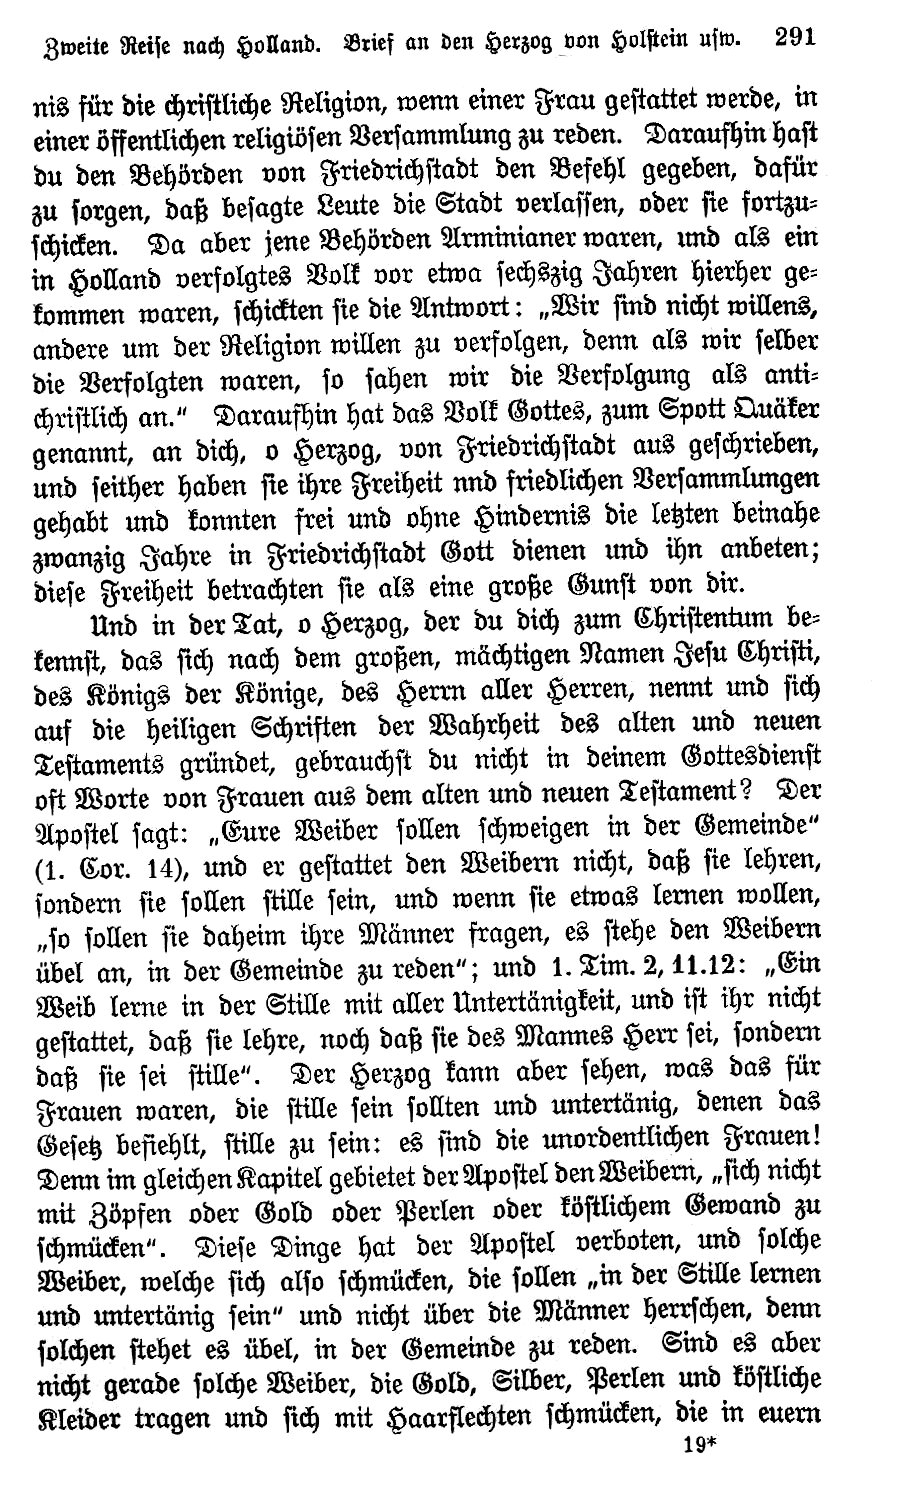 Zweite Reise nach Holland. Brief an den Herzog von Holstein usw. 291
nis für die christliche Religion, wenn einer Frau gestattet werde, in
einer öffentlichen religiösen Versammlung zu reden. Daraufhin hast
du den Behörden von Friedrichstadt den Befehl gegeben, dafür
zu sorgen, daß besagte Leute die Stadt verlassen, oder sie fortzu-
schicken. Da aber jene Behörden Arminianer waren, und als ein
in Holland verfolgtes Volk vor etwa sechszig Jahren hierher ge-
kommen waren, schickten sie die Antwort: „Wir sind nicht willens,
andere um der Religion willen zu verfolgen, denn als wir selber
die Verfolgten waren, so sahen wir die Verfolgung als anti-
christlich an.“ Daraufhin hat das Volk Gottes, zum Spott Quäker
genannt, an dich, o Herzog, von Friedrichstadt aus geschrieben,
und seither haben sie ihre Freiheit nnd friedlichen Versammlungen
gehabt und konnten frei und ohne Hindernis die letzten beinahe
zwanzig Jahre in Friedrichstadt Gott dienen und ihn anbeten;
diese Freiheit betrachten sie als eine große Gunst von dir.
Und in der Tat, o Herzog, der du dich zum Christentum be-
kennst, das sich nach dem großen, mächtigen Namen Jesu Christi,
des Königs der Könige, des Herrn aller Herren, nennt und sich
auf die heiligen Schriften der Wahrheit des alten und neuen
Testaments gründet, gebrauchst du nicht in deinem Gottesdienst
oft Worte von Frauen aus dem alten und neuen Testament? Der
Apostel sagt: „Eure Weiber sollen schweigen in der Gemeinde“
(1. Cor. 14), und er gestattet den Weibern nicht, daß sie lehren,
sondern sie sollen stille sein, und wenn sie etwas lernen wollen,
„so sollen sie daheim ihre Männer fragen, es stehe den Weibern
übel an, in der Gemeinde zu reden“; und 1. Tim. 2, 11.12: „Ein
Weib lerne in der Stille mit aller Untertänigkeit, und ist ihr nicht
gestattet, daß sie lehre, noch daß sie des Mannes Herr sei, sondern
daß sie sei stille“. Der Herzog kann aber sehen, was das für
Frauen waren, die stille sein sollten und untertänig, denen das
Gesetz befiehlt, stille zu sein: es sind die unordentlichen Frauen!
Denn im gleichen Kapitel gebietet der Apostel den Weibern, „sich nicht
mit Zöpfen oder Gold oder Perlen oder köstlichem Gewand zu
schmücken“. Diese Dinge hat der Apostel verboten, und solche
Weiber, welche sich also schmücken, die sollen „in der Stille lernen
und untertänig sein“ und nicht über die Männer herrschen, denn
solchen stehet es übel, in der Gemeinde zu reden. Sind es aber
nicht gerade solche Weiber, die Gold, Silber, Perlen und köstliche
Kleider tragen und sich mit Haarflechten schmücken, die in euern
19*